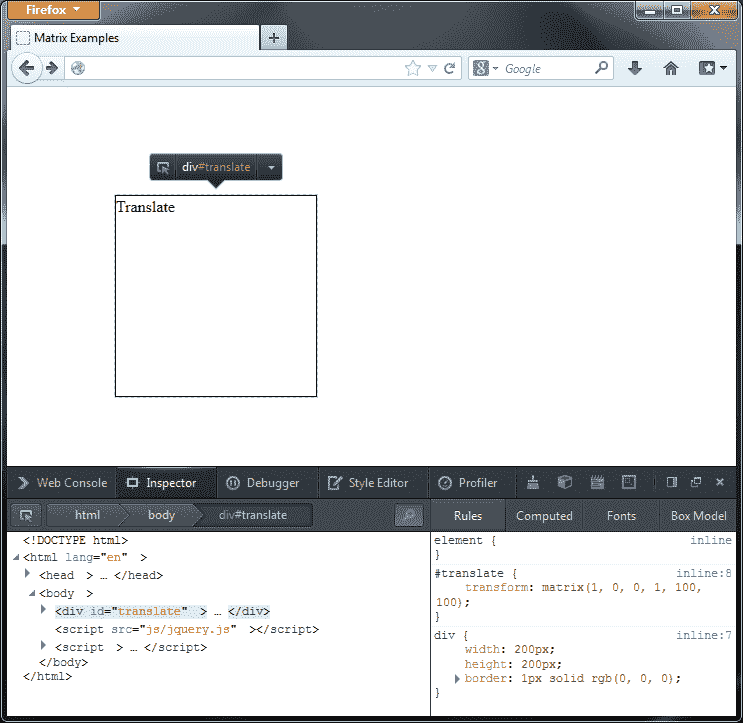 Firefox
Matrix Examples
Google
div#translate
Translate
Web Console Inspector Debugger Style Editor Profiler
html body div#translate Rules Computed Fonts Box Model
<!DOCTYPE html>
<html lang="en" >
<head > … </head>
<body >
<div id="translate" > … </div>
<script src="js/jquery.js" ></script>
<script > … </script>
</body>
</html>
element { inline
}
#translate { inline:8
transform: matrix(1, 0, 0, 1, 100,
100);
}
div { inline:7
width: 200px;
height: 200px;
border: 1px solid rgb(0, 0, 0);
}